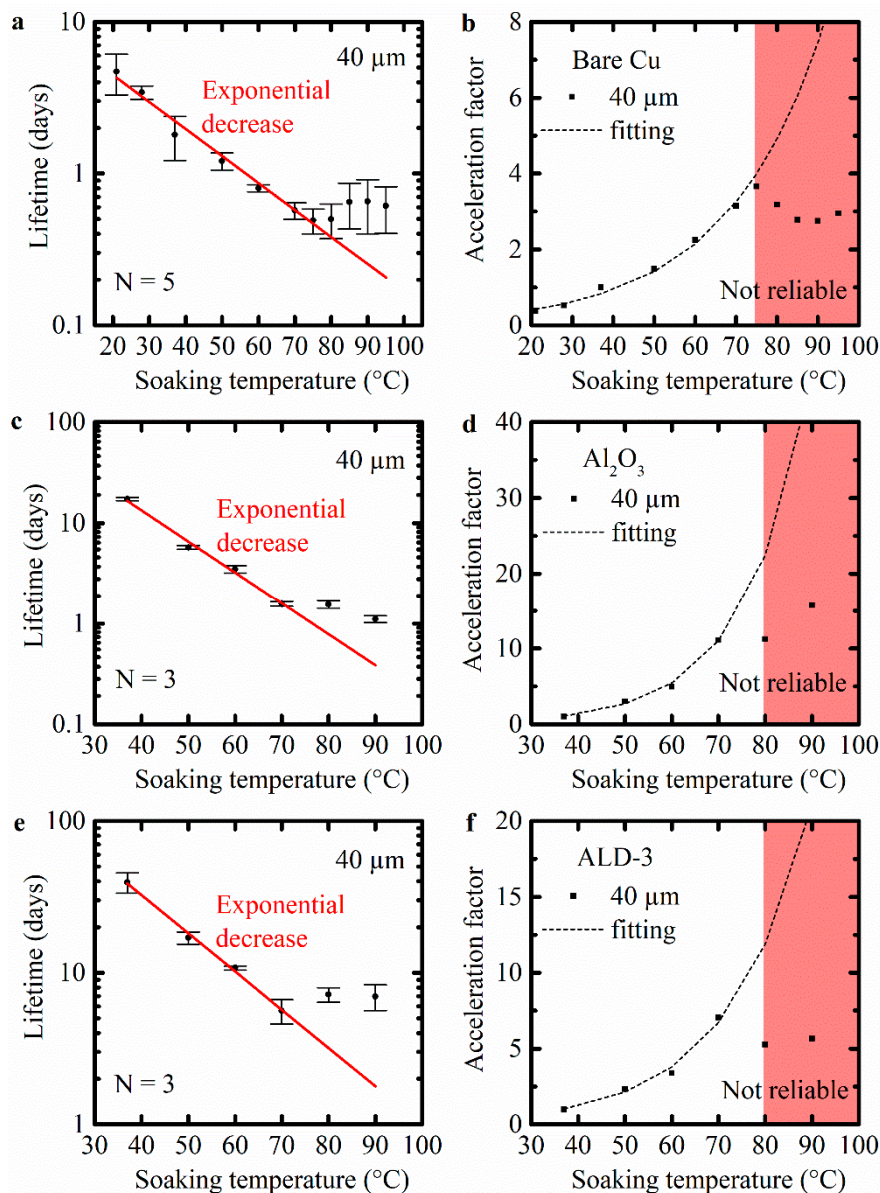 a
10
1
0.1
Lifetime (days)
40 µm
Exponential
decrease
N = 5
20 30 40 50 60 70 80 90 100
Soaking temperature (°C)
b
8
6
4
2
0
Acceleration factor
Bare Cu
40 µm
fitting
Not reliable
20 30 40 50 60 70 80 90 100
Soaking temperature (°C)
c
100
10
1
0.1
Lifetime (days)
40 µm
Exponential
decrease
N = 3
30 40 50 60 70 80 90 100
Soaking temperature (°C)
d
40
30
20
10
0
Acceleration factor
Al₂O₃
40 µm
fitting
Not reliable
30 40 50 60 70 80 90 100
Soaking temperature (°C)
e
100
10
1
Lifetime (days)
40 µm
Exponential
decrease
N = 3
30 40 50 60 70 80 90 100
Soaking temperature (°C)
f
20
15
10
5
0
Acceleration factor
ALD-3
40 µm
fitting
Not reliable
30 40 50 60 70 80 90 100
Soaking temperature (°C)